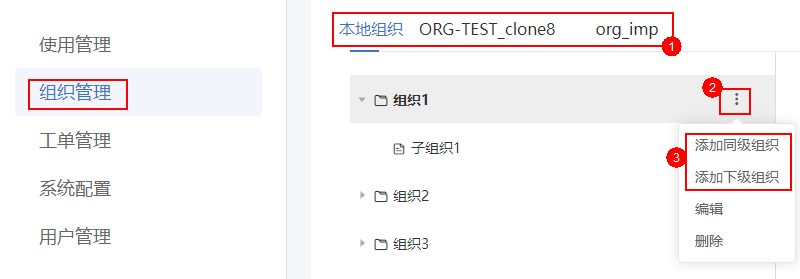 使用管理
组织管理
工单管理
系统配置
用户管理
本地组织 ORG-TEST_clone8 org_imp
1
组织1
2
子组织1
组织2
组织3
3
添加同级组织
添加下级组织
编辑
删除